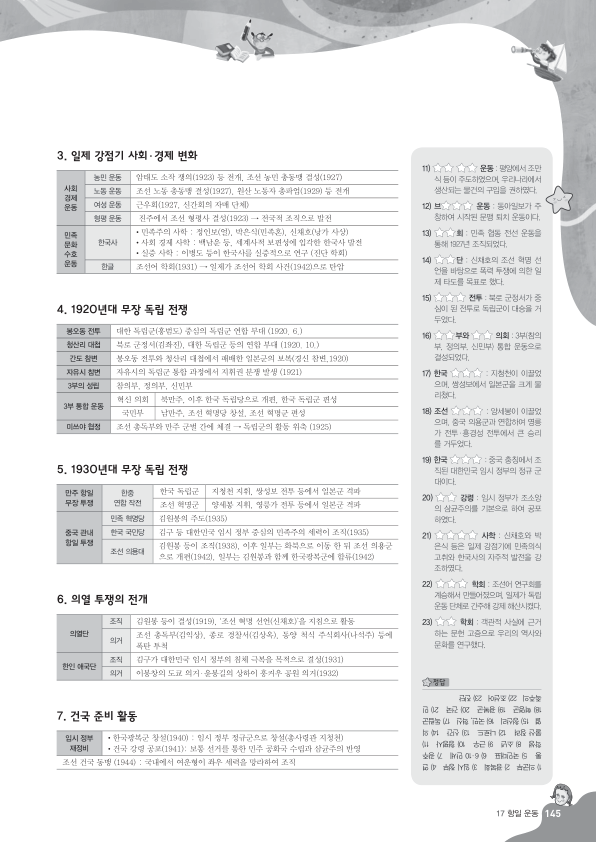 3. 일제 강점기 사회·경제 변화
사회
경제
운동
농민 운동
암태도 소작 쟁의(1923) 등 전개, 조선 농민 총동맹 결성(1927)
노동 운동
조선 노동 총동맹 결성(1927), 원산 노동자 총파업(1929) 등 전개
여성 운동
근우회(1927, 신간회의 자매 단체)
형평 운동
진주에서 조선 형평사 결성(1923) → 전국적 조직으로 발전
민족
문화
수호
운동
한국사
• 민족주의 사학 : 정인보(얼), 박은식(민족혼), 신채호(낭가 사상)
• 사회 경제 사학 : 백남운 등, 세계사적 보편성에 입각한 한국사 발전
• 실증 사학 : 이병도 등이 한국사를 실증적으로 연구 (진단 학회)
한글
조선어 학회(1931) → 일제가 조선어 학회 사건(1942)으로 탄압
4. 1920년대 무장 독립 전쟁
봉오동 전투
대한 독립군(홍범도) 중심의 독립군 연합 부대 (1920. 6.)
청산리 대첩
북로 군정서(김좌진), 대한 독립군 등의 연합 부대 (1920. 10.)
간도 참변
봉오동 전투와 청산리 대첩에서 패배한 일본군의 보복(경신 참변, 1920)
자유시 참변
자유시의 독립군 통합 과정에서 지휘권 분쟁 발생 (1921)
3부의 성립
참의부, 정의부, 신민부
3부 통합 운동
혁신 의회
북만주, 이후 한국 독립당으로 개편, 한국 독립군 편성
국민부
남만주, 조선 혁명당 창설, 조선 혁명군 편성
미쓰야 협정
조선 총독부와 만주 군벌 간에 체결 → 독립군의 활동 위축 (1925)
5. 1930년대 무장 독립 전쟁
만주 항일
무장 투쟁
한중
연합 작전
한국 독립군
지청천 지휘, 쌍성보 전투 등에서 일본군 격파
조선 혁명군
양세봉 지휘, 영릉가 전투 등에서 일본군 격파
중국 관내
항일 투쟁
민족 혁명당
김원봉의 주도(1935)
한국 국민당
김구 등 대한민국 임시 정부 중심의 민족주의 세력이 조직(1935)
조선 의용대
김원봉 등이 조직(1938), 이후 일부는 화북으로 이동 한 뒤 조선 의용군
으로 개편(1942), 일부는 김원봉과 함께 한국광복군에 합류(1942)
6. 의열 투쟁의 전개
의열단
조직
김원봉 등이 결성(1919), '조선 혁명 선언(신채호)'을 지침으로 활동
의거
조선 총독부(김익상), 종로 경찰서(김상옥), 동양 척식 주식회사(나석주) 등에
폭탄 투척
한인 애국단
조직
김구가 대한민국 임시 정부의 침체 극복을 목적으로 결성(1931)
의거
이봉창의 도쿄 의거·윤봉길의 상하이 훙커우 공원 의거(1932)
7. 건국 준비 활동
임시 정부
재정비
• 한국광복군 창설(1940) : 임시 정부 정규군으로 창설(총사령관 지청천)
• 건국 강령 공포(1941): 보통 선거를 통한 민주 공화국 수립과 삼균주의 반영
조선 건국 동맹 (1944) : 국내에서 여운형이 좌우 세력을 망라하여 조직
11) 운동 : 평양에서 조만
식 등이 주도하였으며, 우리나라에서
생산되는 물건의 구입을 권하였다.
12) 브 운동 : 동아일보가 주
창하여 시작된 문맹 퇴치 운동이다.
13) 회 : 민족 협동 전선 운동을
통해 1927년 조직되었다.
14) 단 : 신채호의 조선 혁명 선
언을 바탕으로 폭력 투쟁에 의한 일
제 타도를 목표로 했다.
15) 전투 : 북로 군정서가 중
심이 된 전투로 독립군이 대승을 거
두었다.
16) 부와 의회 : 3부(참의
부, 정의부, 신민부) 통합 운동으로
결성되었다.
17) 한국 : 지청천이 이끌었
으며, 쌍성보에서 일본군을 크게 물
리쳤다.
18) 조선 : 양세봉이 이끌었
으며, 중국 의용군과 연합하여 영릉
가 전투·흥경성 전투에서 큰 승리
를 거두었다.
19) 한국 : 중국 충칭에서 조
직된 대한민국 임시 정부의 정규 군
대이다.
20) 강령 : 임시 정부가 조소앙
의 삼균주의를 기본으로 하여 공포
하였다.
21) 사학 : 신채호와 박
은식 등은 일제 강점기에 민족의식
고취와 한국사의 자주적 발전을 강
조하였다.
22) 학회 : 조선어 연구회를
계승해서 만들어졌으며, 일제가 독립
운동 단체로 간주해 강제 해산시켰다.
23) 학회 : 객관적 사실에 근거
하는 문헌 고증으로 우리의 역사와
문화를 연구했다.
정답
17 항일 운동
145